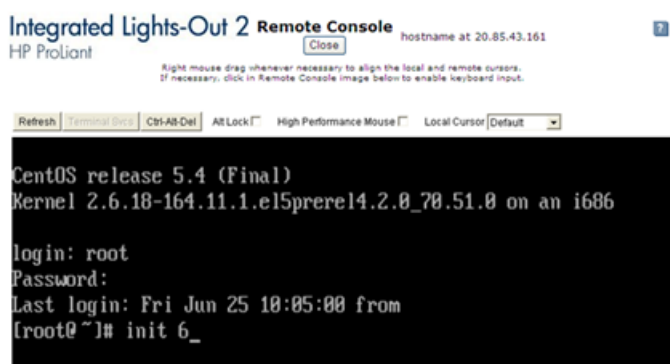 Integrated Lights-Out 2 Remote Console
HP ProLiant
Close
hostname at 20.85.43.161
?
Right mouse drag whenever necessary to align the local and remote cursors.
If necessary, click in Remote Console image below to enable keyboard input.
Refresh Terminal Svcs Ctrl-Alt-Del Alt Lock High Performance Mouse Local Cursor Default
CentOS release 5.4 (Final)
Kernel 2.6.18-164.11.1.el5prerel4.2.0_70.51.0 on an i686
login: root
Password:
Last login: Fri Jun 25 10:05:00 from
[root@ ~]# init 6_